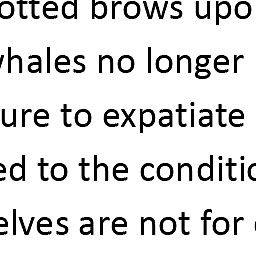 otted brows upo
whales no longer
ure to expatiate
ed to the conditio
elves are not for